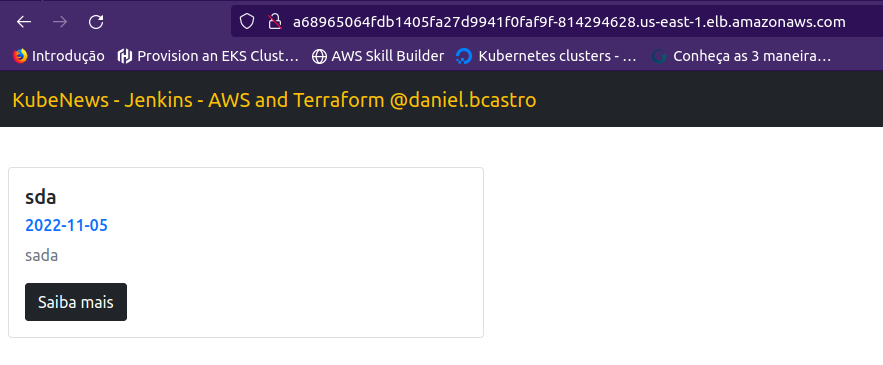 a68965064fdb1405fa27d9941f0faf9f-814294628.us-east-1.elb.amazonaws.com
Introdução Provision an EKS Clust… AWS Skill Builder Kubernetes clusters - … Conheça as 3 maneira…
KubeNews - Jenkins - AWS and Terraform @daniel.bcastro
sda
2022-11-05
sada
Saiba mais